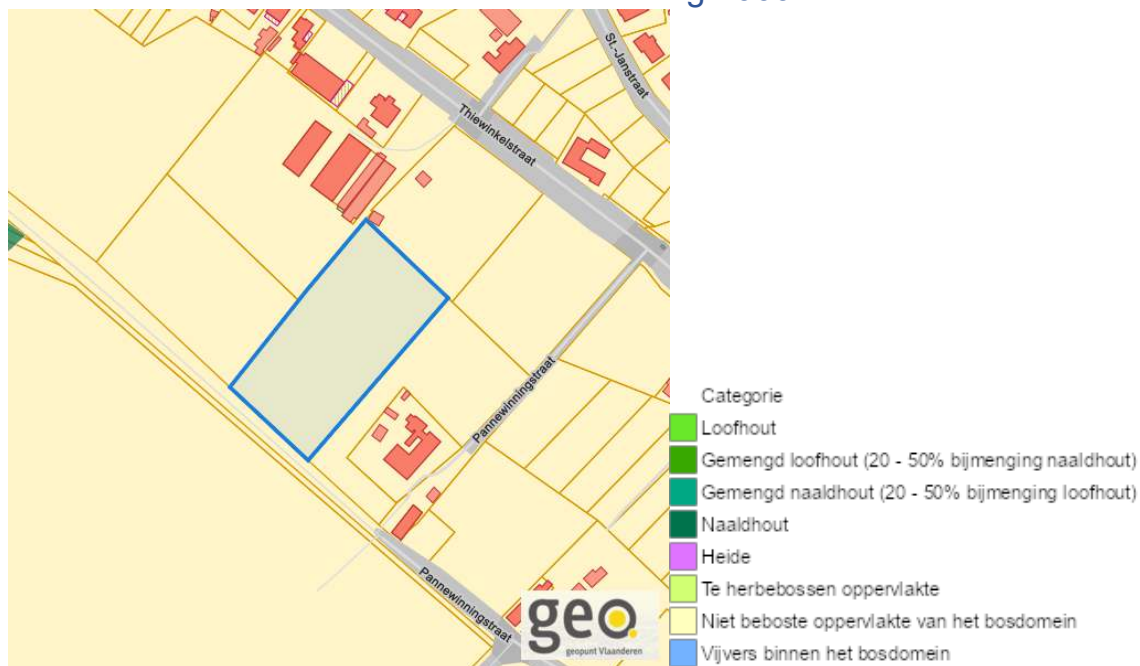 St.-Janstraat
Thiewinkelstraat
Pannewinningstraat
Pannewinningstraat
geo.
geopunt Vlaanderen
Categorie
Loofhout
Gemengd loofhout (20 - 50% bijmenging naaldhout)
Gemengd naaldhout (20 - 50% bijmenging loofhout)
Naaldhout
Heide
Te herbebossen oppervlakte
Niet beboste oppervlakte van het bosdomein
Vijvers binnen het bosdomein